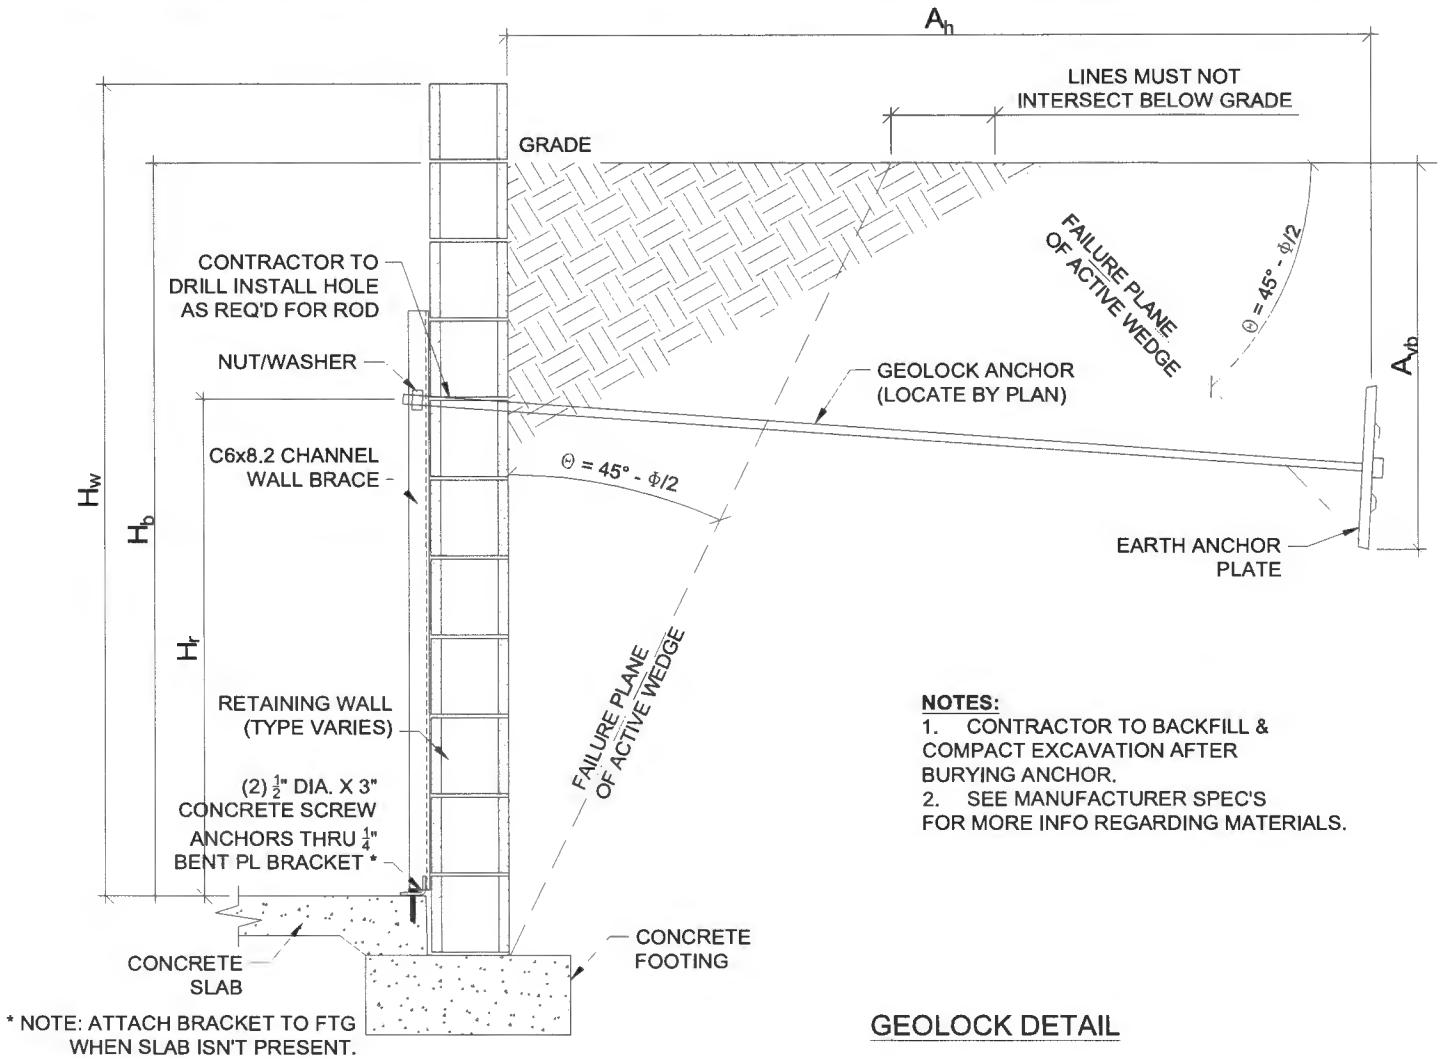 Ah
LINES MUST NOT
INTERSECT BELOW GRADE
GRADE
CONTRACTOR TO
DRILL INSTALL HOLE
AS REQ'D FOR ROD
FAILURE PLANE
OF ACTIVE WEDGE
Θ = 45° - Φ/2
NUT/WASHER
GEOLOCK ANCHOR
(LOCATE BY PLAN)
Avb
C6x8.2 CHANNEL
WALL BRACE
Θ = 45° - Φ/2
Hw
Hb
EARTH ANCHOR
PLATE
Hr
FAILURE PLANE
OF ACTIVE WEDGE
RETAINING WALL
(TYPE VARIES)
NOTES:
1. CONTRACTOR TO BACKFILL &
COMPACT EXCAVATION AFTER
BURYING ANCHOR.
2. SEE MANUFACTURER SPEC'S
FOR MORE INFO REGARDING MATERIALS.
(2) 1/2" DIA. X 3"
CONCRETE SCREW
ANCHORS THRU 1/4"
BENT PL BRACKET *
CONCRETE
FOOTING
CONCRETE
SLAB
* NOTE: ATTACH BRACKET TO FTG
WHEN SLAB ISN'T PRESENT.
GEOLOCK DETAIL